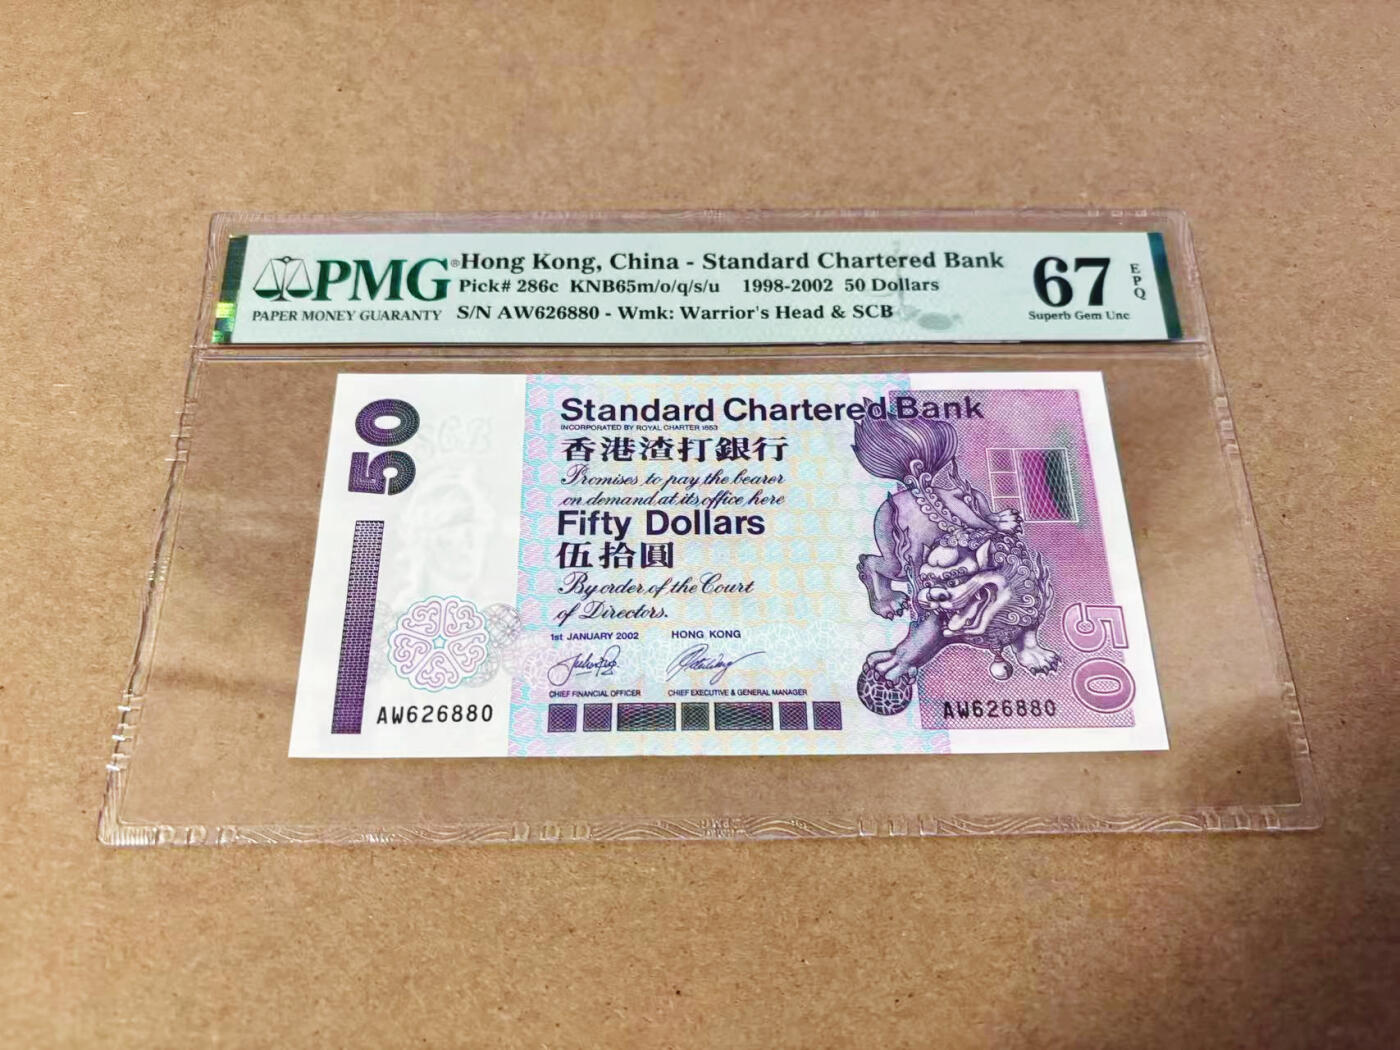 PMG®
PAPER MONEY GUARANTY
Hong Kong, China - Standard Chartered Bank
Pick# 286c KNB65m/o/q/s/u 1998-2002 50 Dollars
S/N AW626880 - Wmk: Warrior's Head & SCB
67
EPQ
Superb Gem Unc
50
Standard Chartered Bank
INCORPORATED BY ROYAL CHARTER 1853
香港渣打銀行
Promises to pay the bearer
on demand at its office here
Fifty Dollars
伍拾圓
By order of the Court
of Directors.
1st JANUARY 2002 HONG KONG
CHIEF FINANCIAL OFFICER CHIEF EXECUTIVE & GENERAL MANAGER
AW626880
AW626880
50
SCB